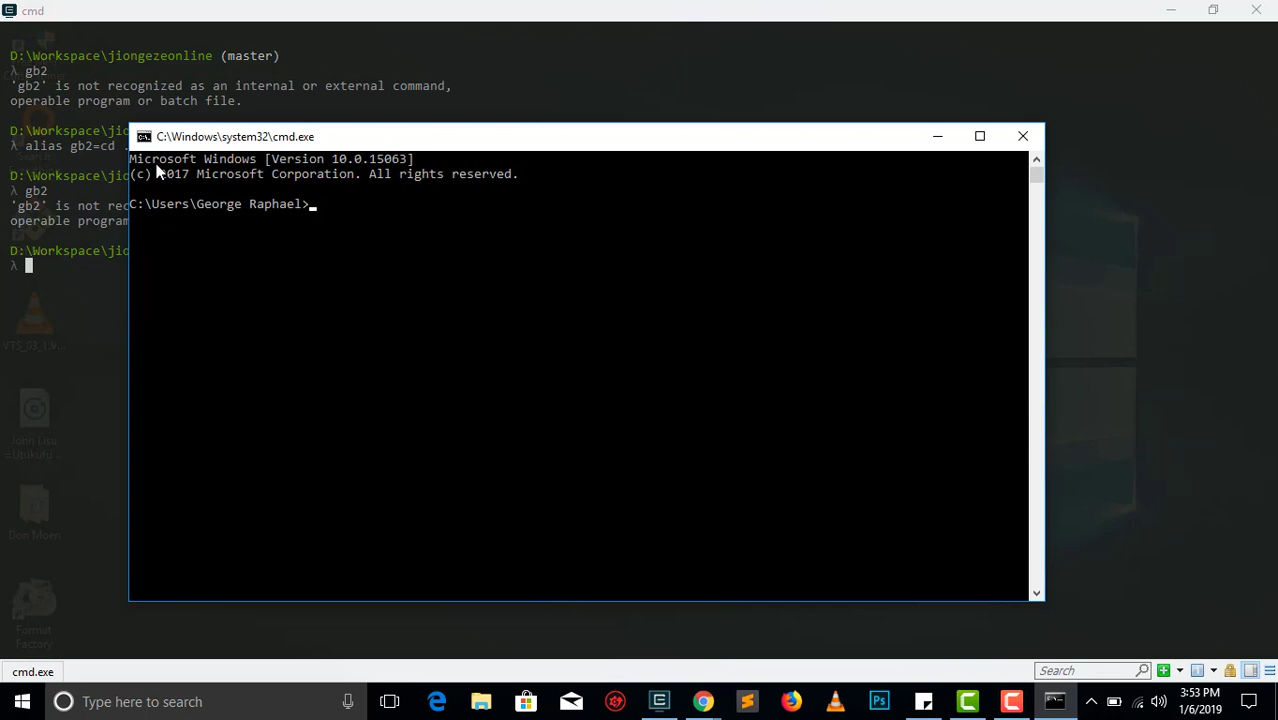 cmd
D:\Workspace\jiongezeonline (master)
λ gb2
'gb2' is not recognized as an internal or external command,
operable program or batch file.
D:\Workspace\jio
λ alias gb2=cd .
D:\Workspace\jio
λ gb2
'gb2' is not rec
operable program
D:\Workspace\jio
λ
C:\Windows\system32\cmd.exe
Microsoft Windows [Version 10.0.15063]
(c) 2017 Microsoft Corporation. All rights reserved.
C:\Users\George Raphael>
VTS_03_1.V...
Don Moen
Format
Factory
cmd.exe
Search
Type here to search
3:53 PM
1/6/2019